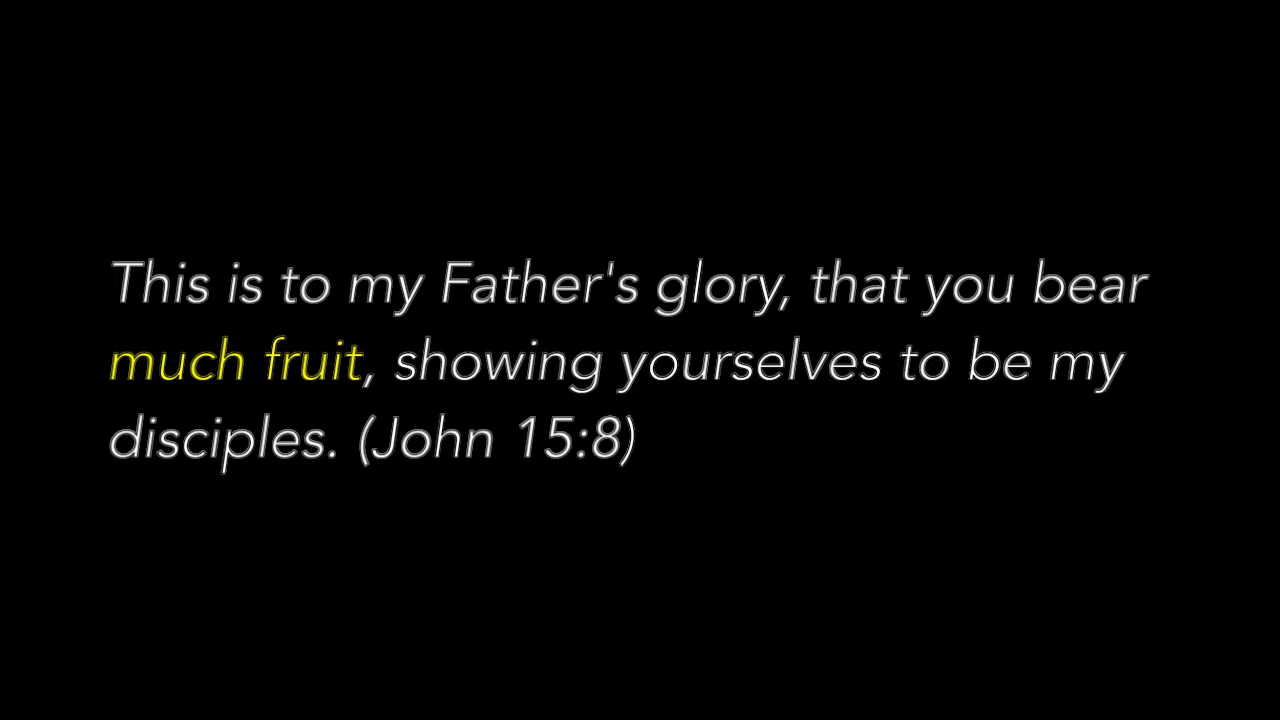 This is to my Father's glory, that you bear
much fruit, showing yourselves to be my
disciples. (John 15:8)